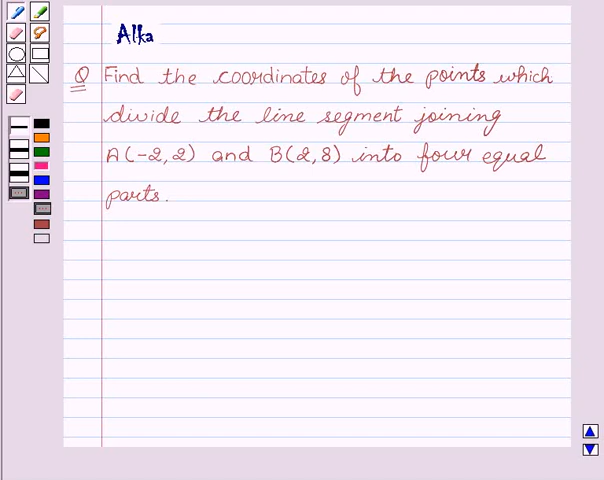 Alka
Q Find the coordinates of the points which
divide the line segment joining
A(-2,2) and B(2,8) into four equal
parts.